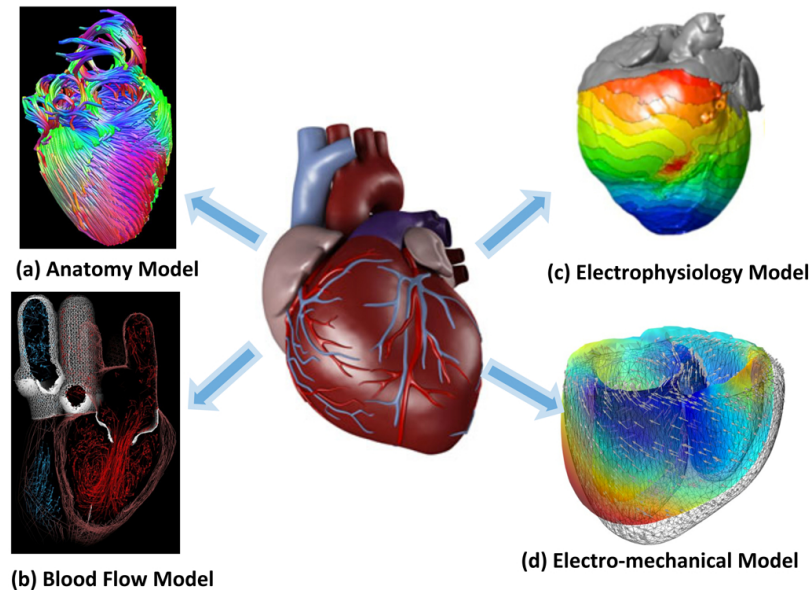 (a) Anatomy Model
(c) Electrophysiology Model
(b) Blood Flow Model
(d) Electro-mechanical Model